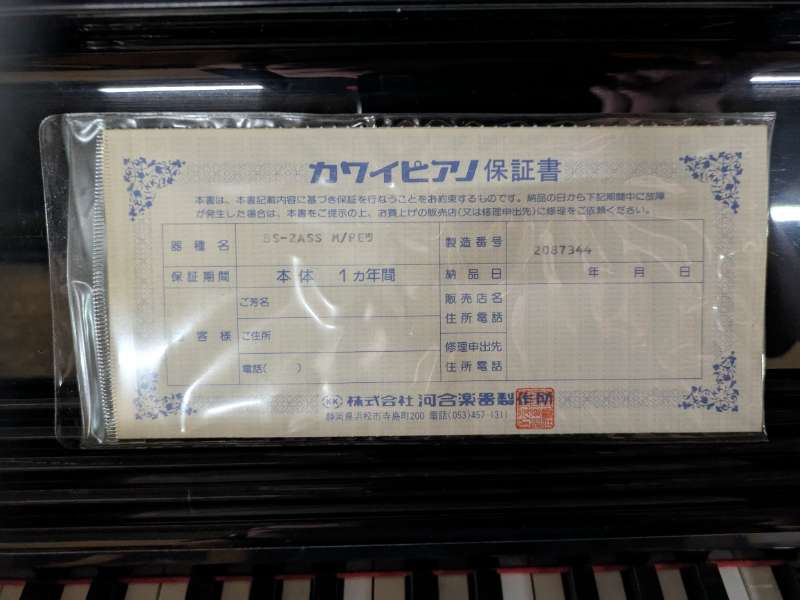 カワイピアノ 保証書
本書は、本書記載内容に基づき保証を行なうことをお約束するものです。納品の日から下記期間中に故障
が発生した場合は、本書をご提示の上、お買上げの販売店(又は修理申出先)に修理をご依頼ください。
器種名 BS-2ASS M/PEウ 製造番号 2087344
保証期間 本体 1ヵ年間 納品日 年 月 日
お客様 ご芳名 販売店名
住所電話
ご住所 修理申出先
電話( ) 住所電話
KK 株式会社 河合楽器製作所
静岡県浜松市寺島町200 電話(053)457-1311